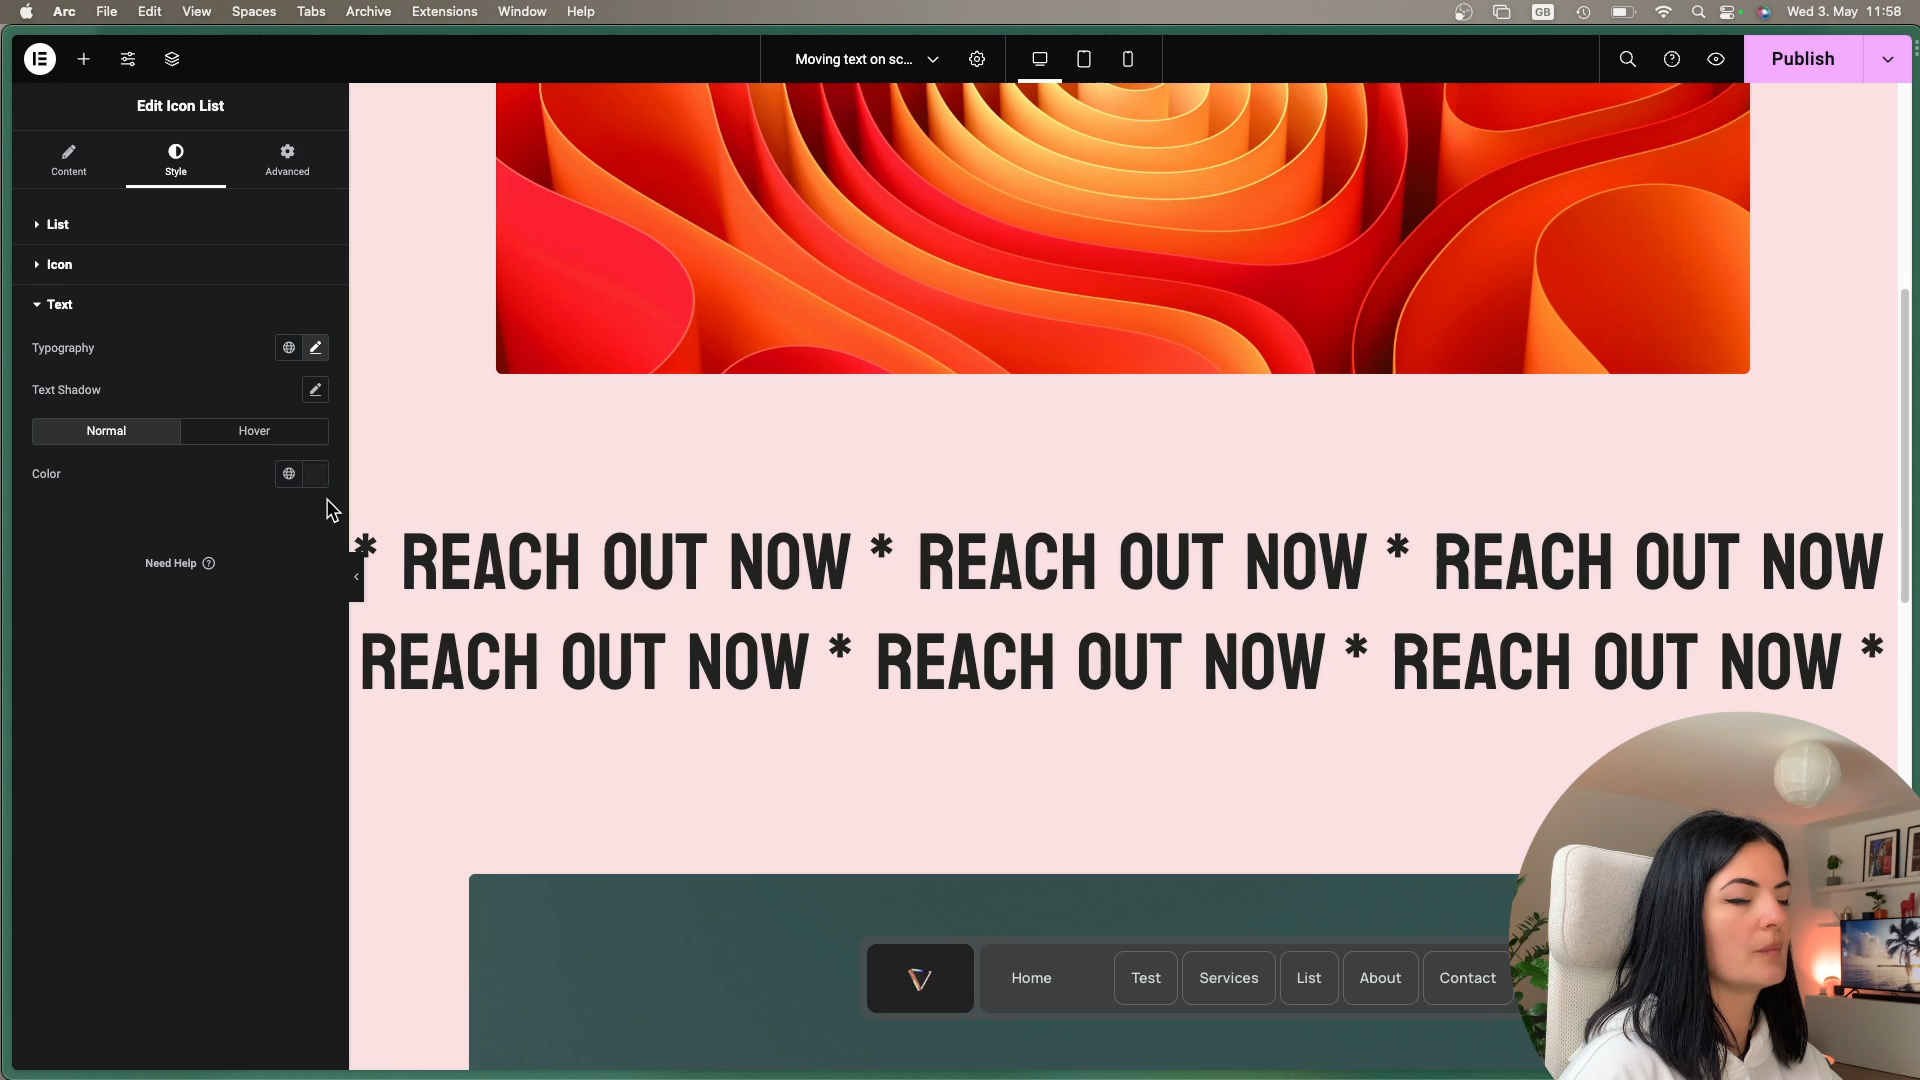 Arc File Edit View Spaces Tabs Archive Extensions Window Help GB Wed 3. May 11:58
Moving text on sc... Publish
Edit Icon List
Content Style Advanced
List
Icon
Text
Typography
Text Shadow
Normal Hover
Color
Need Help ?
* REACH OUT NOW * REACH OUT NOW * REACH OUT NOW
REACH OUT NOW * REACH OUT NOW * REACH OUT NOW *
Home Test Services List About Contact